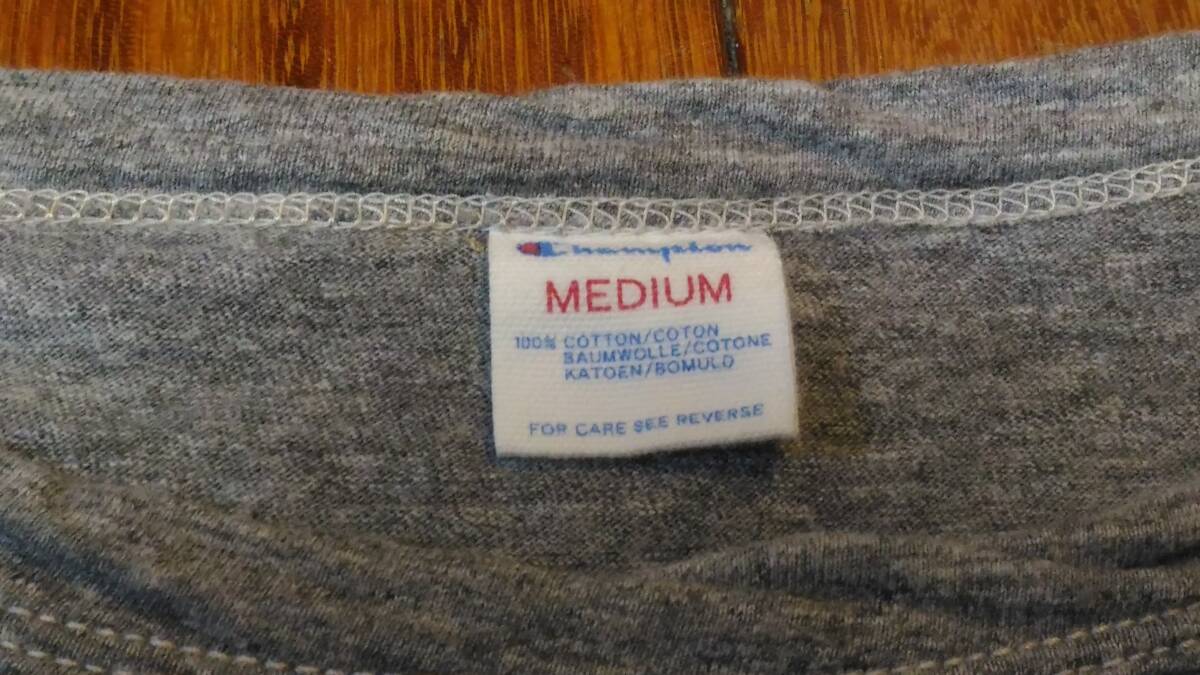 Champion
MEDIUM
100% COTTON/COTON
BAUMWOLLE/COTONE
KATOEN/BOMULD
FOR CARE SEE REVERSE